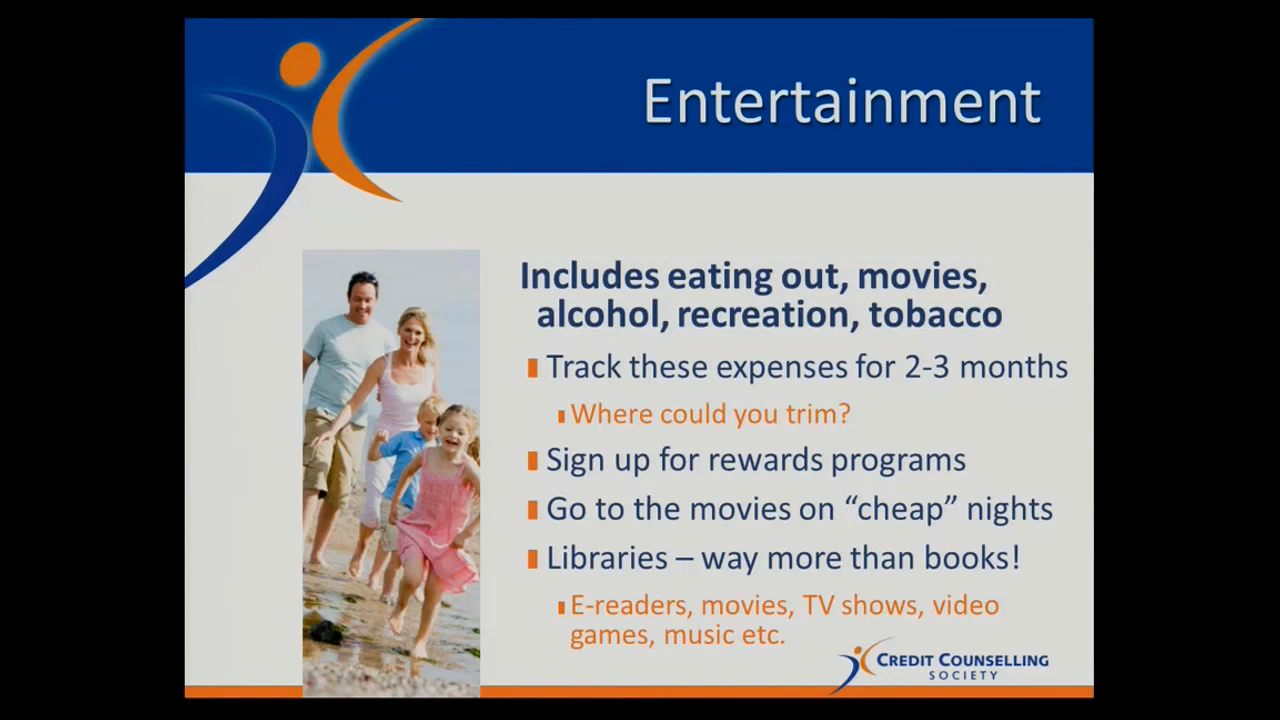 Entertainment
Includes eating out, movies,
alcohol, recreation, tobacco
Track these expenses for 2-3 months
Where could you trim?
Sign up for rewards programs
Go to the movies on “cheap” nights
Libraries – way more than books!
E-readers, movies, TV shows, video
games, music etc.
CREDIT COUNSELLING
SOCIETY